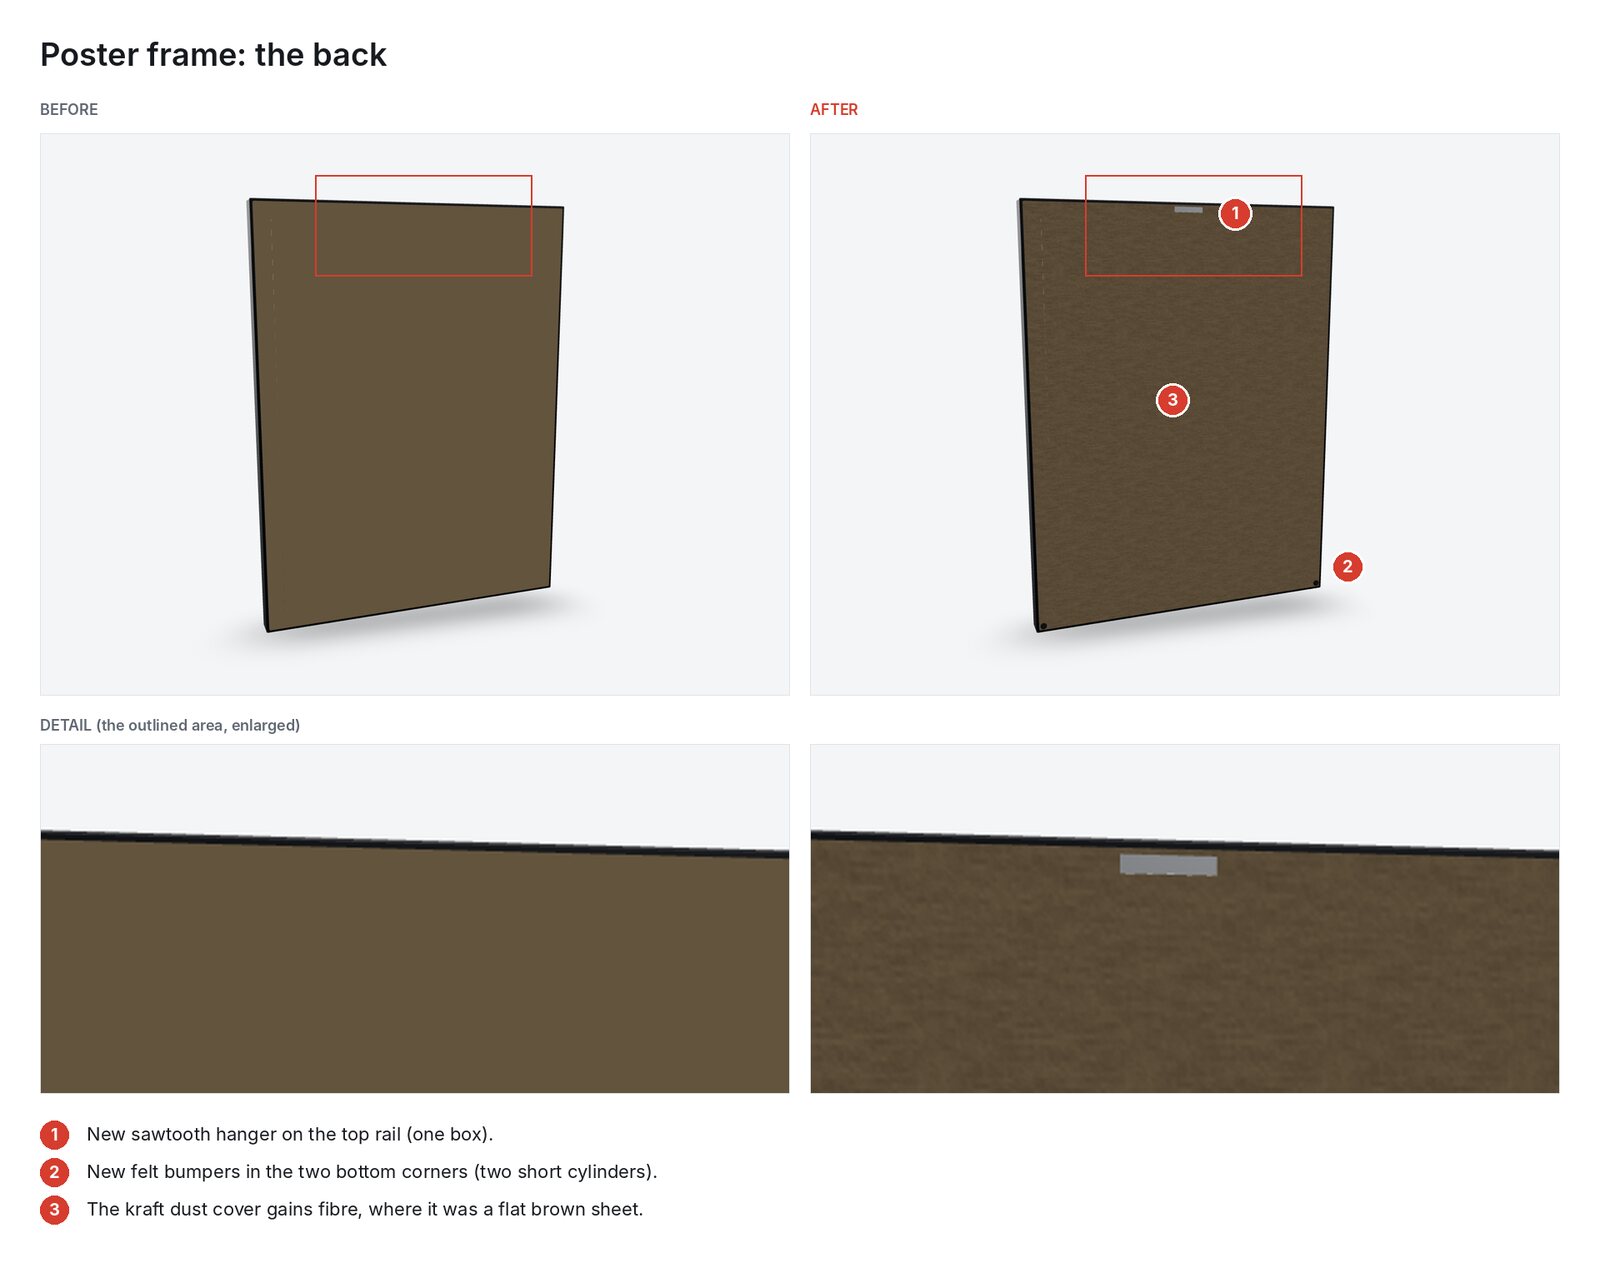 Poster frame: the back
BEFORE
AFTER
1
3
2
DETAIL (the outlined area, enlarged)
1 New sawtooth hanger on the top rail (one box).
2 New felt bumpers in the two bottom corners (two short cylinders).
3 The kraft dust cover gains fibre, where it was a flat brown sheet.